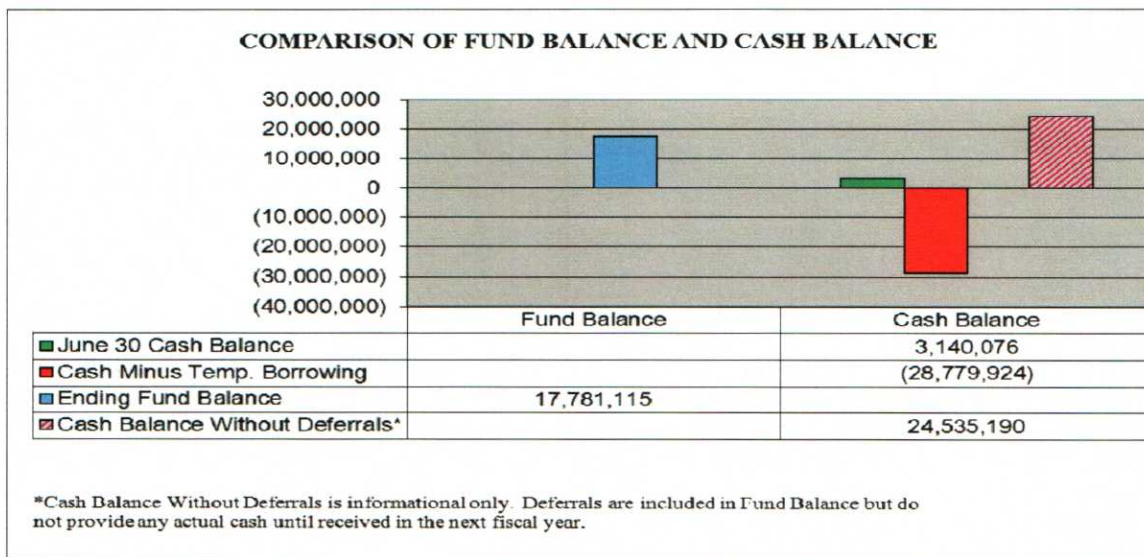 COMPARISON OF FUND BALANCE AND CASH BALANCE
30,000,000
20,000,000
10,000,000
0
(10,000,000)
(20,000,000)
(30,000,000)
(40,000,000)
Fund Balance Cash Balance
June 30 Cash Balance 3,140,076
Cash Minus Temp. Borrowing (28,779,924)
Ending Fund Balance 17,781,115
Cash Balance Without Deferrals* 24,535,190
*Cash Balance Without Deferrals is informational only. Deferrals are included in Fund Balance but do
not provide any actual cash until received in the next fiscal year.